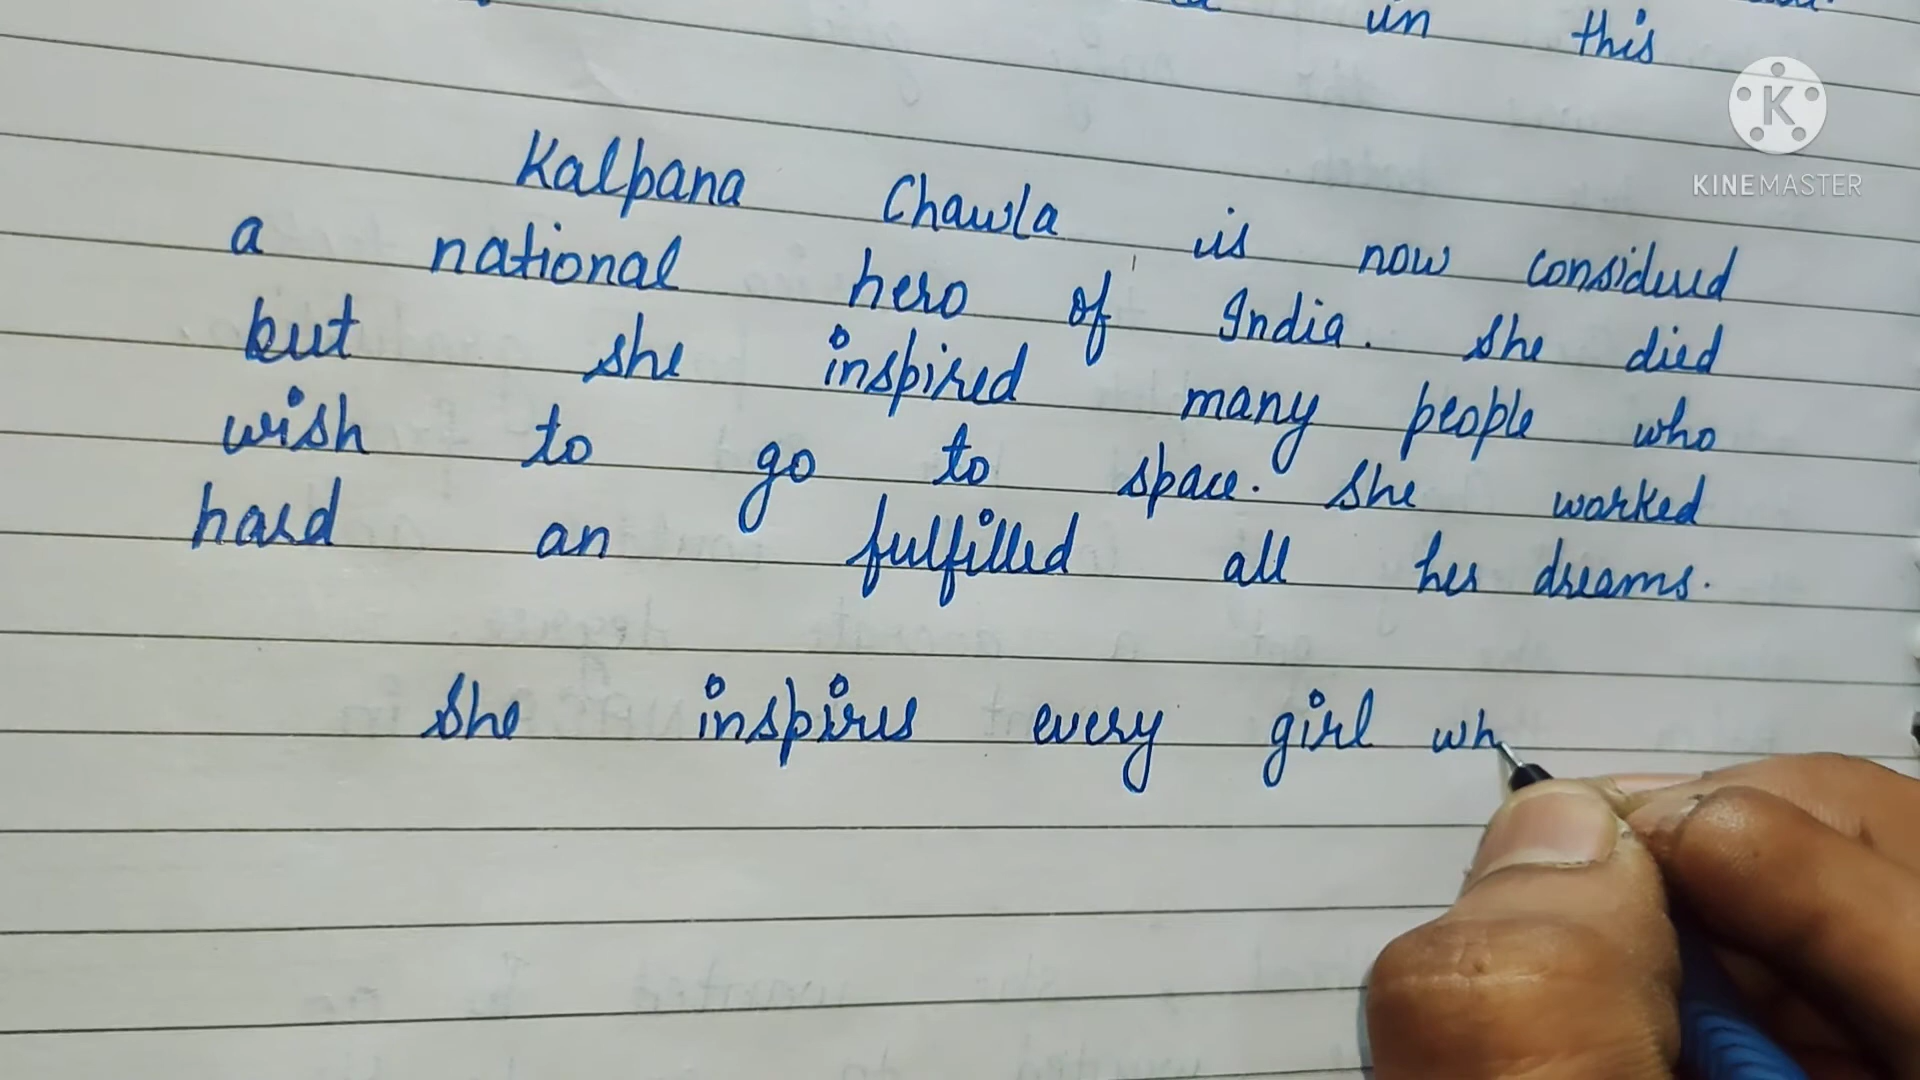 in this
Kalpana Chawla is now considered
a national hero of India. She died
but she inspired many people who
wish to go to space. She worked
hard an fulfilled all her dreams.
She inspires every girl wh
KINEMASTER